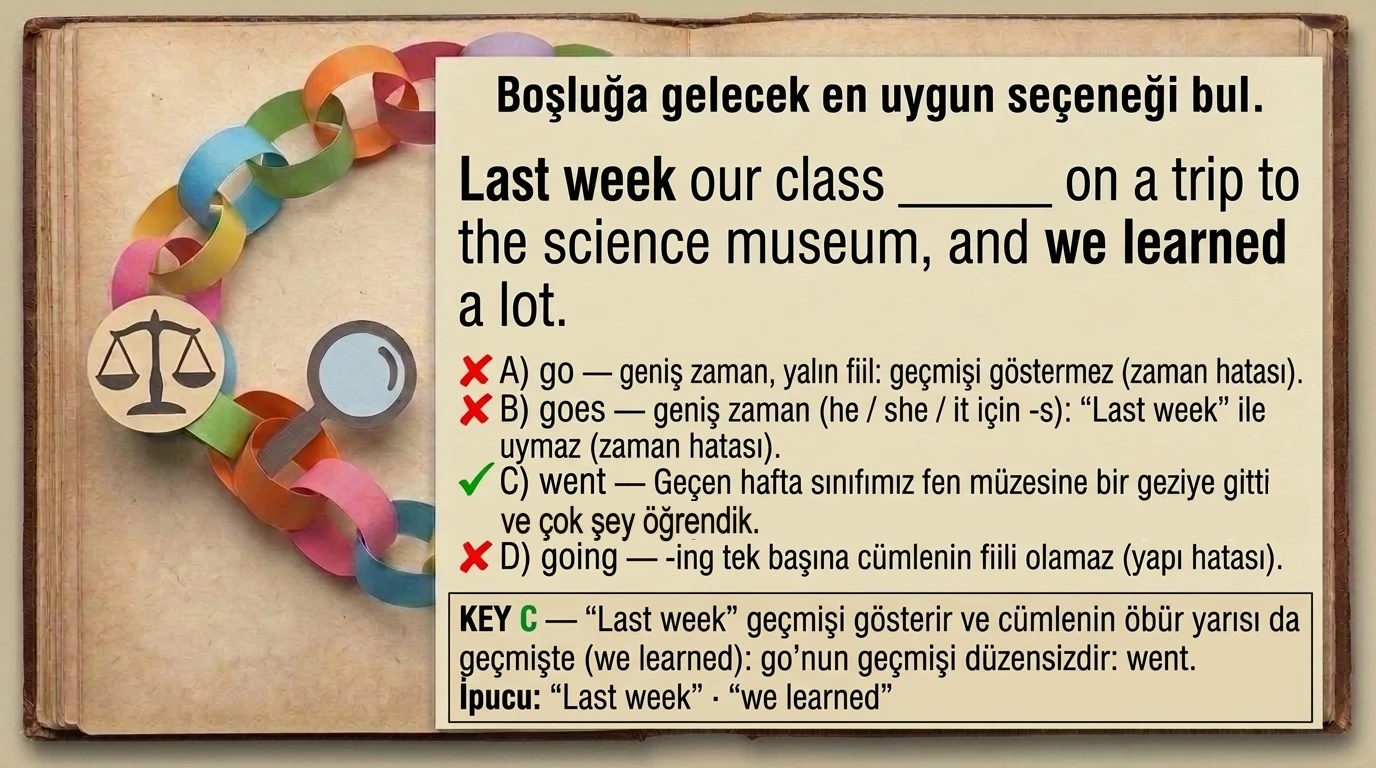 Boşluğa gelecek en uygun seçeneği bul.
Last week our class ______ on a trip to
the science museum, and we learned
a lot.
✘ A) go — geniş zaman, yalın fiil: geçmişi göstermez (zaman hatası).
✘ B) goes — geniş zaman (he / she / it için -s): “Last week” ile
uymaz (zaman hatası).
✓ C) went — Geçen hafta sınıfımız fen müzesine bir geziye gitti
ve çok şey öğrendik.
✘ D) going — -ing tek başına cümlenin fiili olamaz (yapı hatası).
KEY C — “Last week” geçmişi gösterir ve cümlenin öbür yarısı da
geçmişte (we learned): go’nun geçmişi düzensizdir: went.
İpucu: “Last week” · “we learned”